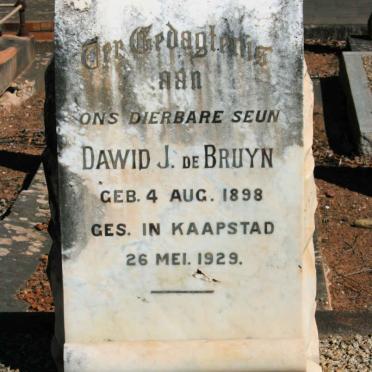 Ter Gedagtenis
aan
ONS DIERBARE SEUN
DAWID J. DE BRUYN
GEB. 4 AUG. 1898
GES. IN KAAPSTAD
26 MEI. 1929.